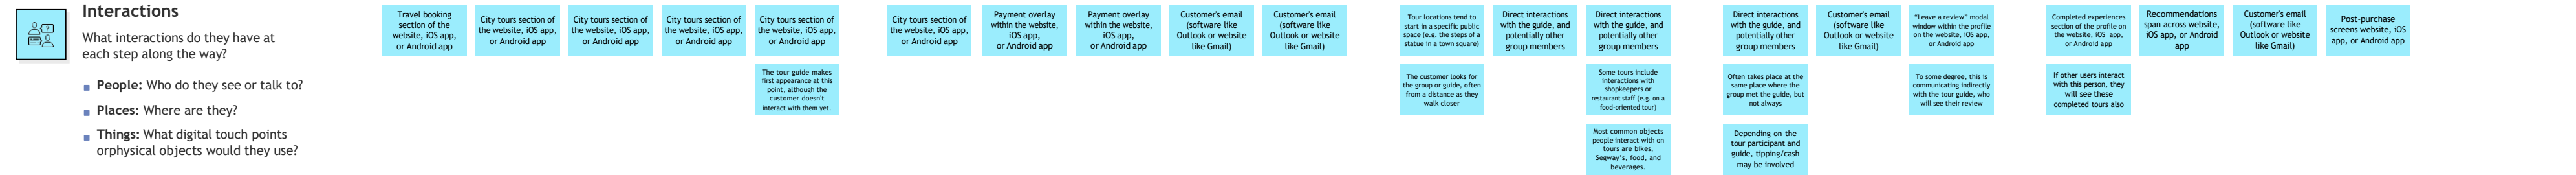 Interactions
What interactions do they have at
each step along the way?
People: Who do they see or talk to?
Places: Where are they?
Things: What digital touch points
orphysical objects would they use?
Travel booking
section of the
website, iOS app,
or Android app
City tours section of
the website, iOS app,
or Android app
City tours section of
the website, iOS app,
or Android app
City tours section of
the website, iOS app,
or Android app
City tours section of
the website, iOS app,
or Android app
The tour guide makes
first appearance at this
point, although the
customer doesn't
interact with them yet.
City tours section of
the website, iOS app,
or Android app
Payment overlay
within the website,
iOS app,
or Android app
Payment overlay
within the website,
iOS app,
or Android app
Customer's email
(software like
Outlook or website
like Gmail)
Customer's email
(software like
Outlook or website
like Gmail)
Tour locations tend to
start in a specific public
space (e.g. the steps of a
statue in a town square)
The customer looks for
the group or guide, often
from a distance as they
walk closer
Direct interactions
with the guide, and
potentially other
group members
Direct interactions
with the guide, and
potentially other
group members
Some tours include
interactions with
shopkeepers or
restaurant staff (e.g. on a
food-oriented tour)
Most common objects
people interact with on
tours are bikes,
Segway's, food, and
beverages.
Direct interactions
with the guide, and
potentially other
group members
Often takes place at the
same place where the
group met the guide, but
not always
Depending on the
tour participant and
guide, tipping/cash
may be involved
Customer's email
(software like
Outlook or website
like Gmail)
"Leave a review" modal
window within the profile
on the website, iOS app,
or Android app
To some degree, this is
communicating indirectly
with the tour guide, who
will see their review
Completed experiences
section of the profile on
the website, iOS app,
or Android app
If other users interact
with this person, they
will see these
completed tours also
Recommendations
span across website,
iOS app, or Android
app
Customer's email
(software like
Outlook or website
like Gmail)
Post-purchase
screens website, iOS
app, or Android app